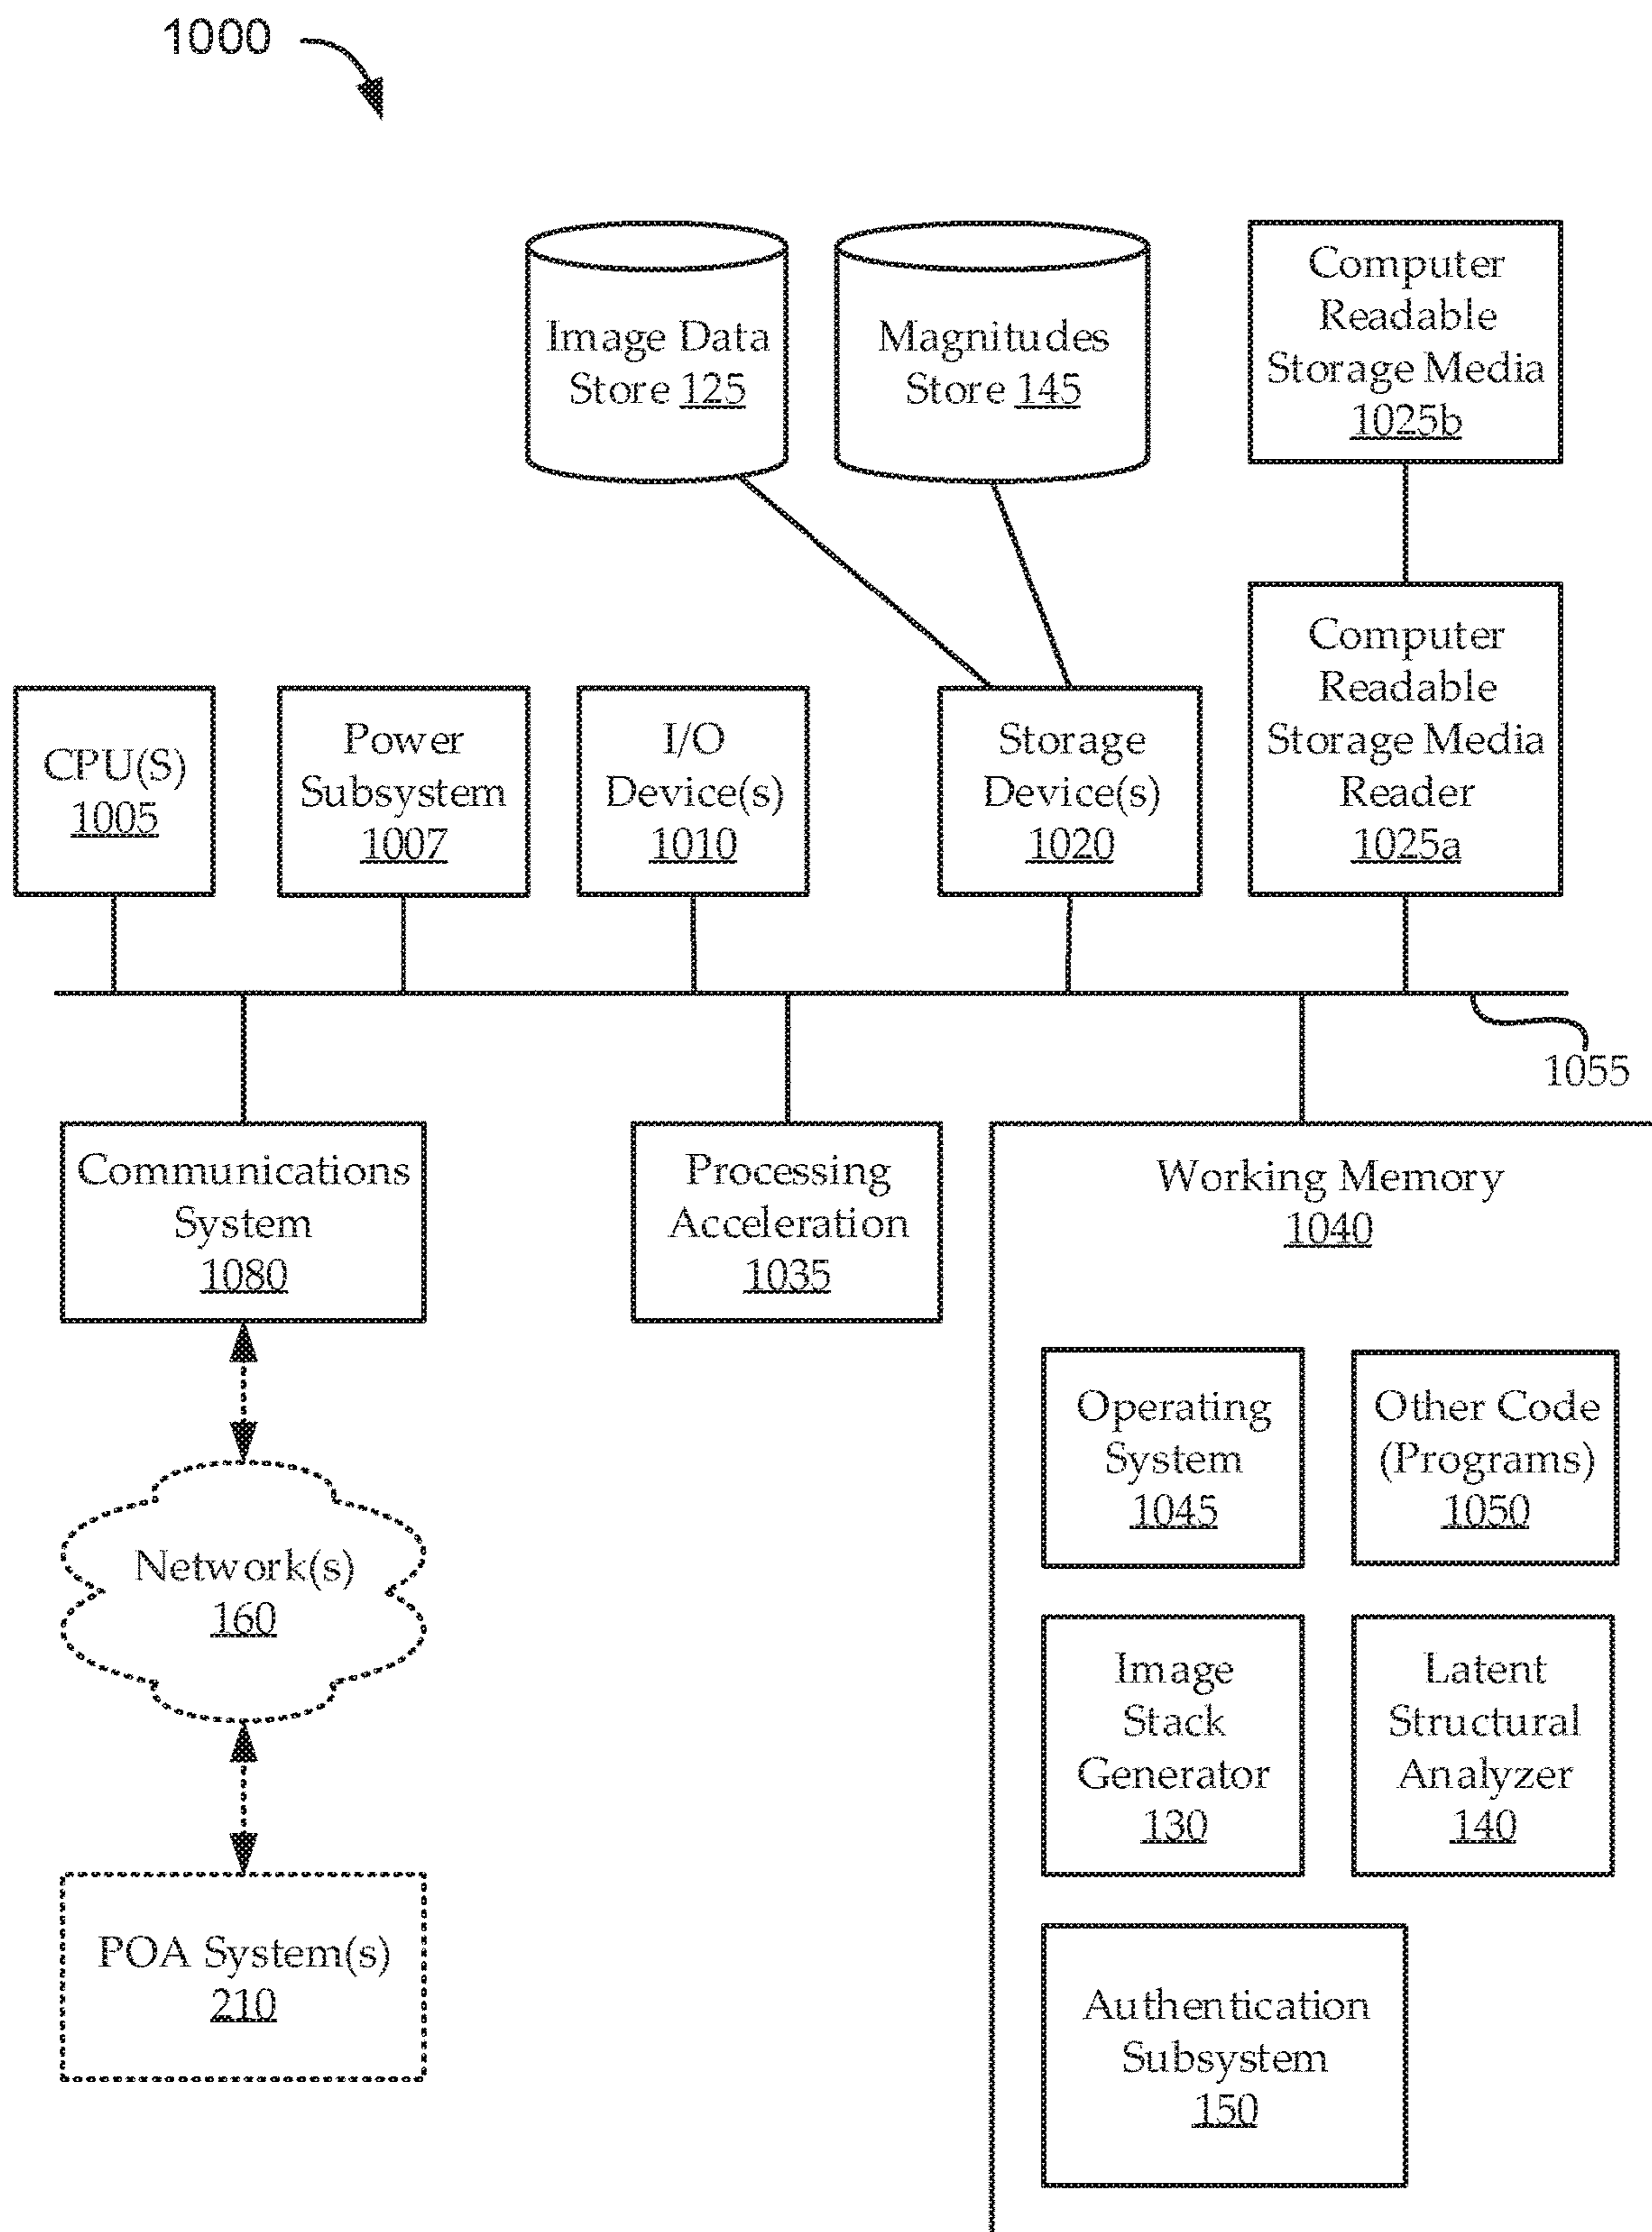 1000
Image Data
Store 125
Magnitudes
Store 145
Computer
Readable
Storage Media
1025b
Computer
Readable
Storage Media
Reader
1025a
CPU(S)
1005
Power
Subsystem
1007
I/O
Device(s)
1010
Storage
Device(s)
1020
1055
Communications
System
1080
Processing
Acceleration
1035
Working Memory
1040
Operating
System
1045
Other Code
(Programs)
1050
Network(s)
160
Image
Stack
Generator
130
Latent
Structural
Analyzer
140
POA System(s)
210
Authentication
Subsystem
150